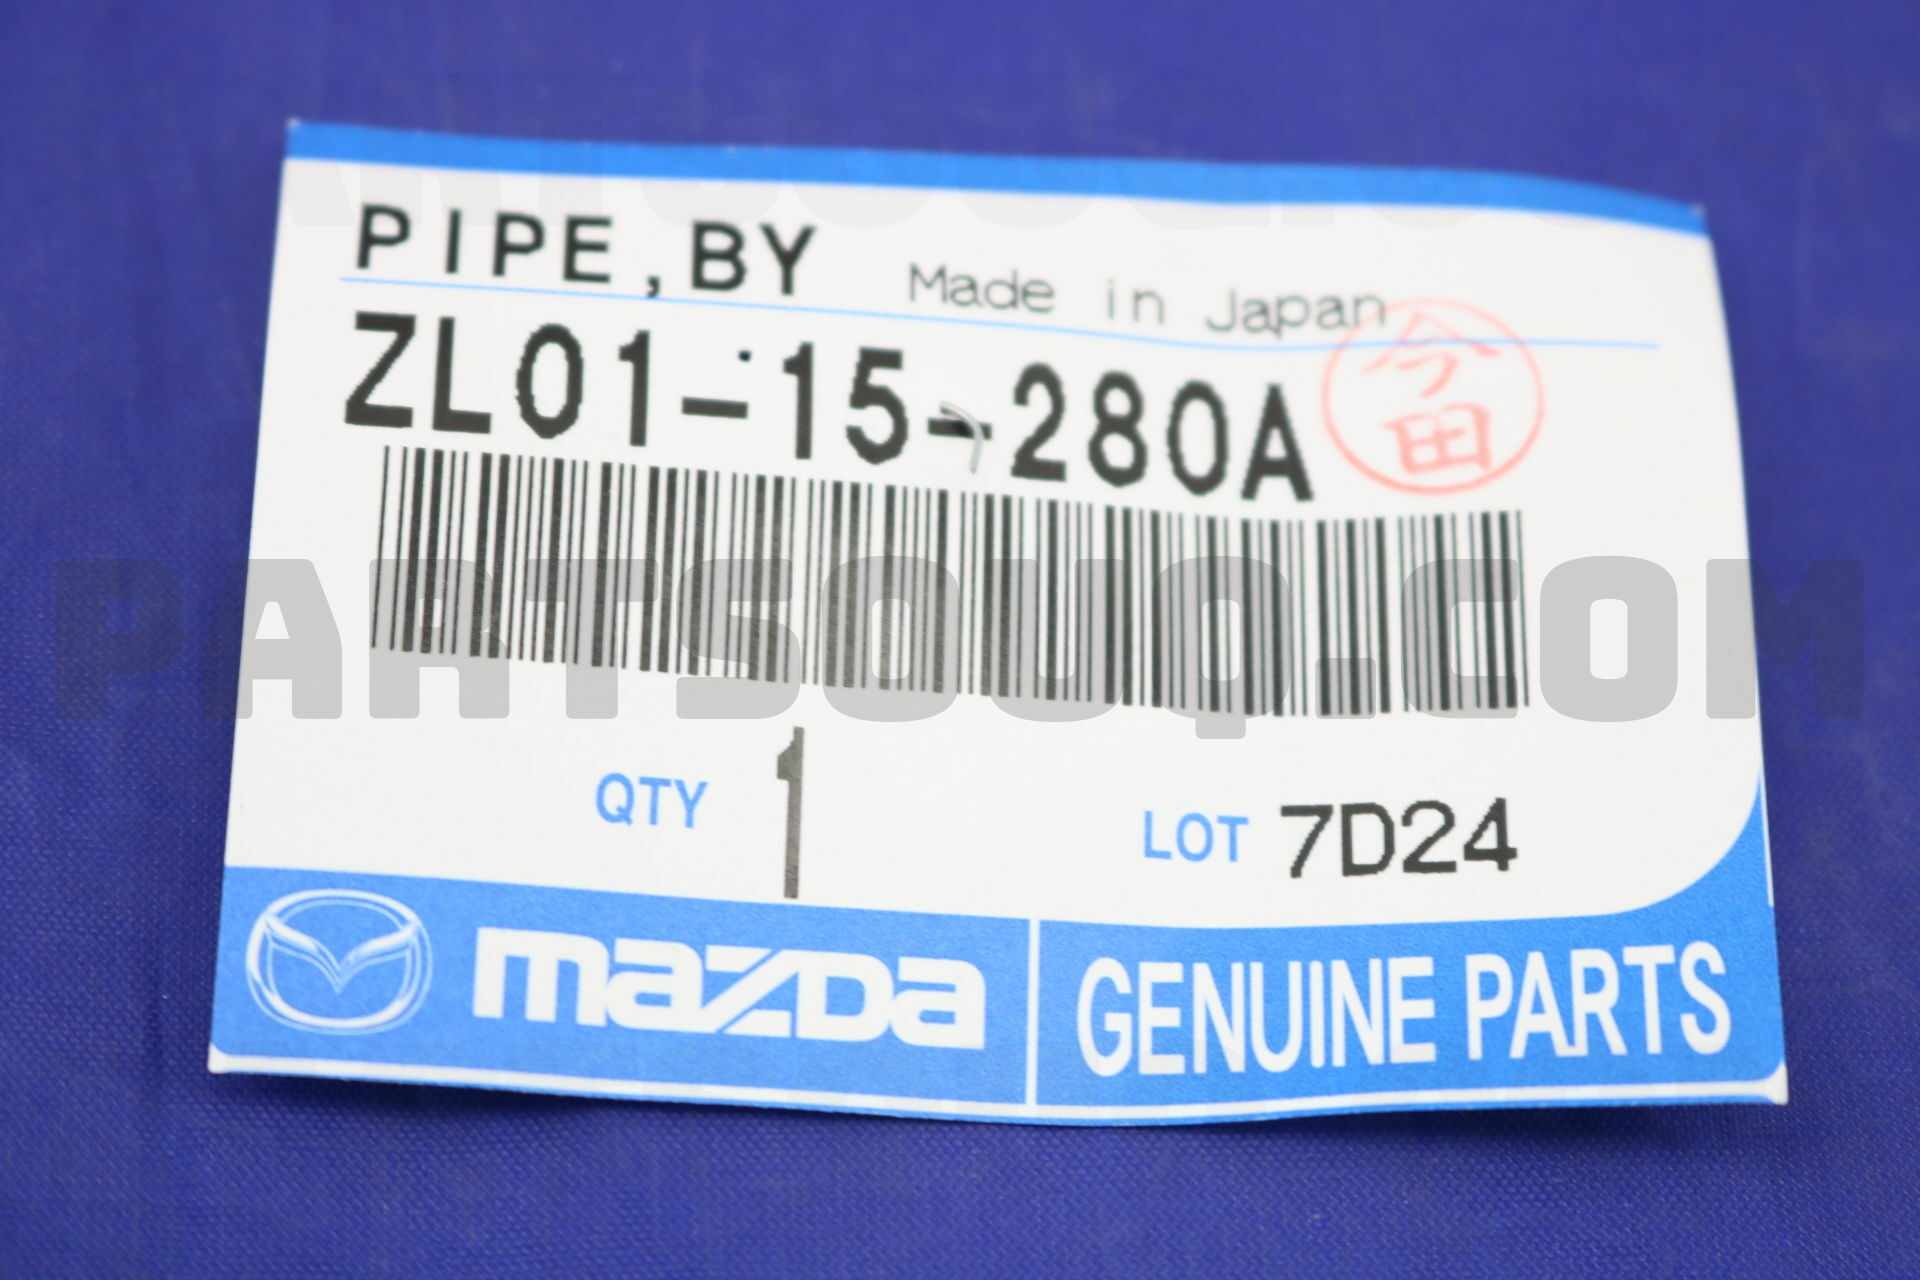 PIPE,BY Made in Japan
ZL01-15-280A
今田
PARTSOUQ.COM
QTY 1 LOT 7D24
mazda GENUINE PARTS